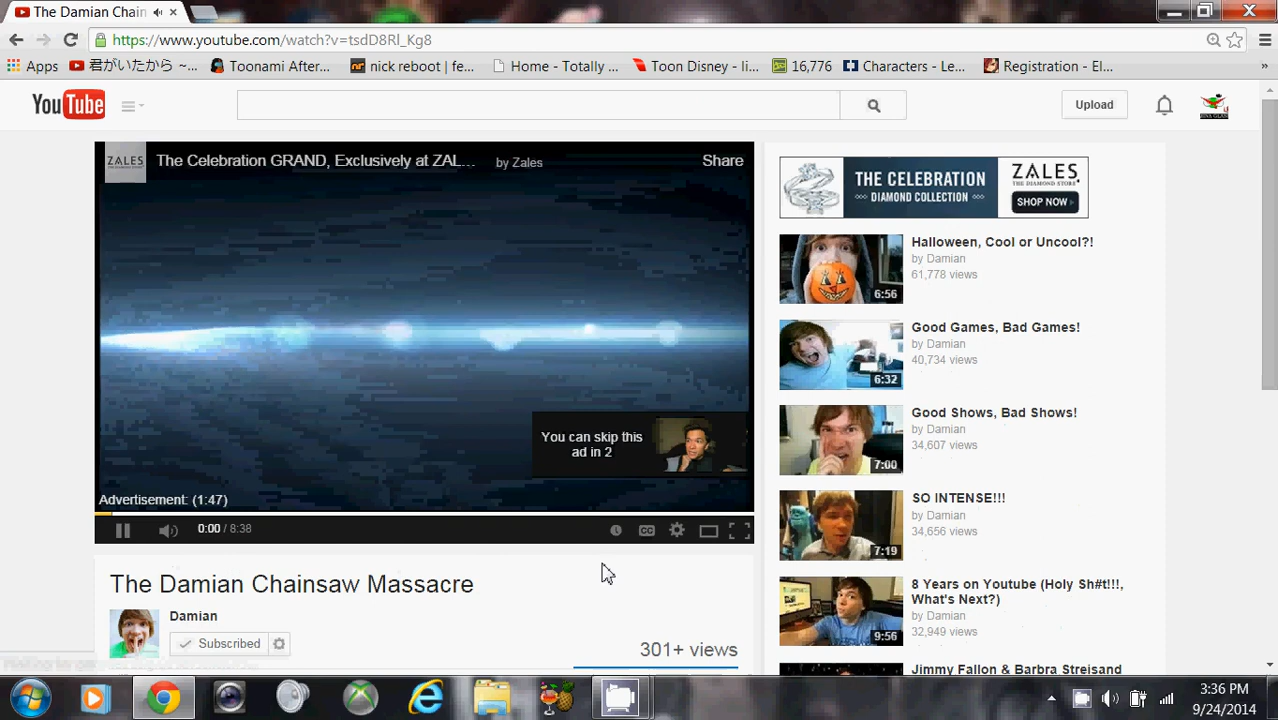 The Damian Chain
https://www.youtube.com/watch?v=tsdD8Rl_Kg8
Apps
君がいたから ~...
Toonami After...
nick reboot | fe...
Home - Totally ...
Toon Disney - li...
16,776
Characters - Le...
Registration - El...
»
YouTube
Upload
ZALES
The Celebration GRAND, Exclusively at ZAL...
by Zales
Share
You can skip this
ad in 2
Advertisement: (1:47)
0:00 / 8:38
CC
The Damian Chainsaw Massacre
Damian
Subscribed
301+ views
THE CELEBRATION
DIAMOND COLLECTION
ZALES.
THE DIAMOND STORE
SHOP NOW
Halloween, Cool or Uncool?!
by Damian
61,778 views
6:56
Good Games, Bad Games!
by Damian
40,734 views
6:32
Good Shows, Bad Shows!
by Damian
34,607 views
7:00
SO INTENSE!!!
by Damian
34,656 views
7:19
8 Years on Youtube (Holy Sh#t!!!,
What's Next?)
by Damian
32,949 views
9:56
Jimmy Fallon & Barbra Streisand
3:36 PM
9/24/2014